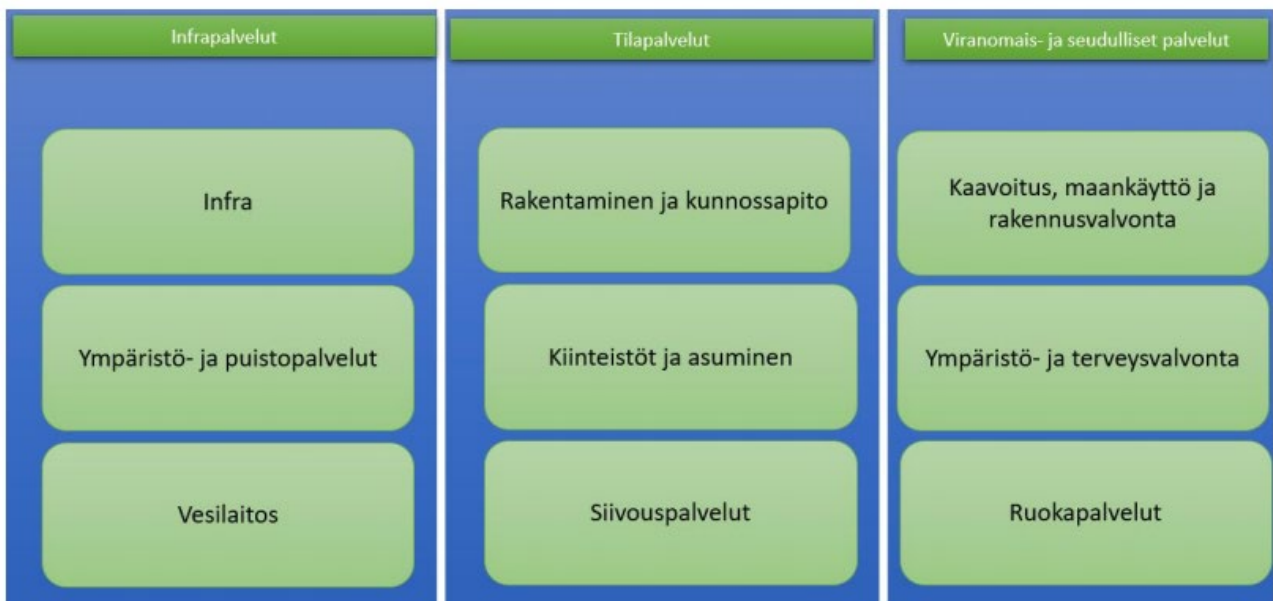 Infrapalvelut
Infra
Ympäristö- ja puistopalvelut
Vesilaitos
Tilapalvelut
Rakentaminen ja kunnossapito
Kiinteistöt ja asuminen
Siivouspalvelut
Viranomais- ja seudulliset palvelut
Kaavoitus, maankäyttö ja
rakennusvalvonta
Ympäristö- ja terveysvalvonta
Ruokapalvelut